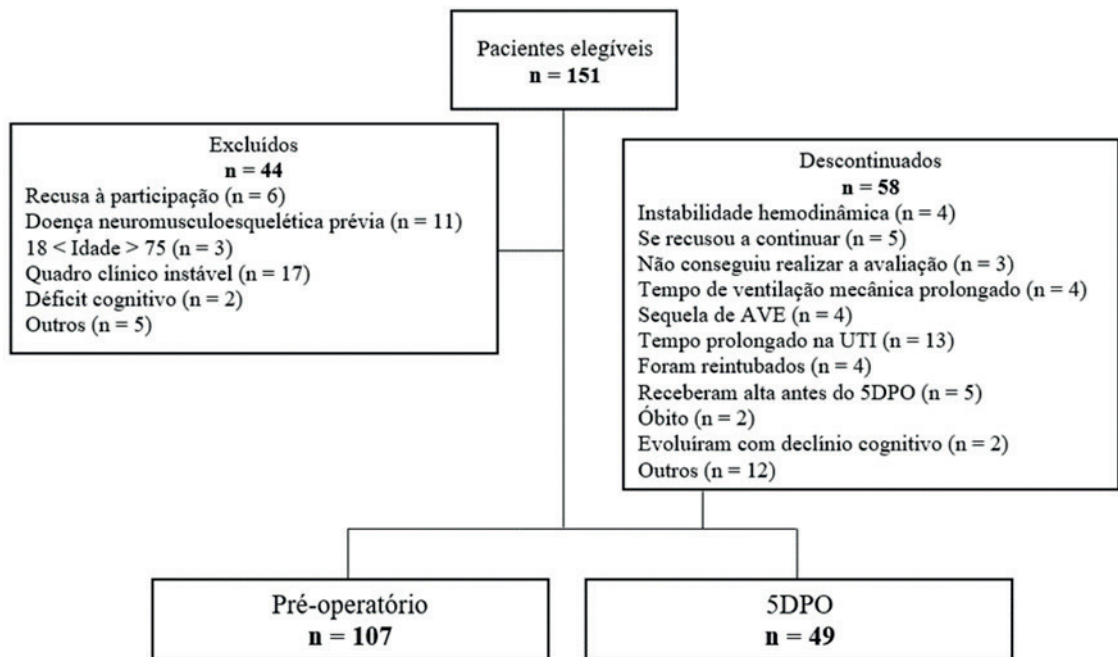 Pacientes elegíveis
n = 151
Excluídos
n = 44
Recusa à participação (n = 6)
Doença neuromusculoesquelética prévia (n = 11)
18 < Idade > 75 (n = 3)
Quadro clínico instável (n = 17)
Déficit cognitivo (n = 2)
Outros (n = 5)
Descontinuados
n = 58
Instabilidade hemodinâmica (n = 4)
Se recusou a continuar (n = 5)
Não conseguiu realizar a avaliação (n = 3)
Tempo de ventilação mecânica prolongado (n = 4)
Sequela de AVE (n = 4)
Tempo prolongado na UTI (n = 13)
Foram reintubados (n = 4)
Receberam alta antes do 5DPO (n = 5)
Óbito (n = 2)
Evoluíram com declínio cognitivo (n = 2)
Outros (n = 12)
Pré-operatório
n = 107
5DPO
n = 49